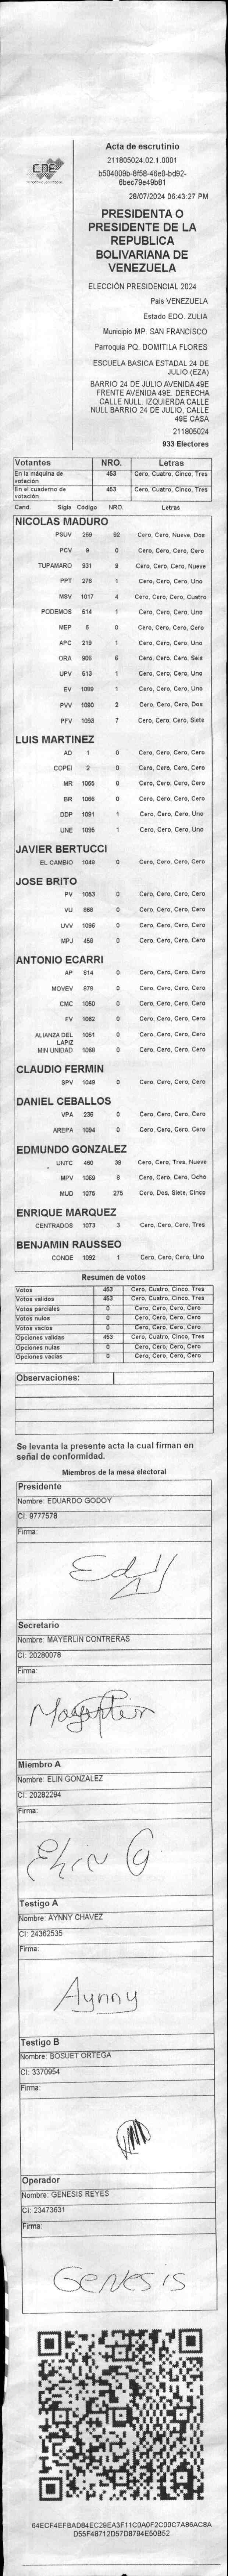 CNE
Acta de escrutinio
211805024.02.1.0001
b504009b-8f58-46e0-bd92-
6bec79e49b81
28/07/2024 06:43:27 PM
PRESIDENTA O
PRESIDENTE DE LA
REPUBLICA
BOLIVARIANA DE
VENEZUELA
ELECCIÓN PRESIDENCIAL 2024
Pais VENEZUELA
Estado EDO. ZULIA
Municipio MP. SAN FRANCISCO
Parroquia PQ. DOMITILA FLORES
ESCUELA BASICA ESTADAL 24 DE
JULIO (EZA)
BARRIO 24 DE JULIO AVENIDA 49E
FRENTE AVENIDA 49E. DERECHA
CALLE NULL. IZQUIERDA CALLE
NULL BARRIO 24 DE JULIO, CALLE
49E CASA
211805024
933 Electores
Votantes NRO. Letras
En la máquina de votación 453 Cero, Cuatro, Cinco, Tres
En el cuaderno de votación 453 Cero, Cuatro, Cinco, Tres
Cand. Sigla Código NRO. Letras
NICOLAS MADURO
PSUV 269 92 Cero, Cero, Nueve, Dos
PCV 9 0 Cero, Cero, Cero, Cero
TUPAMARO 931 9 Cero, Cero, Cero, Nueve
PPT 276 1 Cero, Cero, Cero, Uno
MSV 1017 4 Cero, Cero, Cero, Cuatro
PODEMOS 514 1 Cero, Cero, Cero, Uno
MEP 6 0 Cero, Cero, Cero, Cero
APC 219 1 Cero, Cero, Cero, Uno
ORA 906 6 Cero, Cero, Cero, Seis
UPV 513 1 Cero, Cero, Cero, Uno
EV 1089 1 Cero, Cero, Cero, Uno
PVV 1090 2 Cero, Cero, Cero, Dos
PFV 1093 7 Cero, Cero, Cero, Siete
LUIS MARTINEZ
AD 1 0 Cero, Cero, Cero, Cero
COPEI 2 0 Cero, Cero, Cero, Cero
MR 1065 0 Cero, Cero, Cero, Cero
BR 1066 0 Cero, Cero, Cero, Cero
DDP 1091 1 Cero, Cero, Cero, Uno
UNE 1095 1 Cero, Cero, Cero, Uno
JAVIER BERTUCCI
EL CAMBIO 1048 0 Cero, Cero, Cero, Cero
JOSE BRITO
PV 1053 0 Cero, Cero, Cero, Cero
VU 868 0 Cero, Cero, Cero, Cero
UVV 1096 0 Cero, Cero, Cero, Cero
MPJ 459 0 Cero, Cero, Cero, Cero
ANTONIO ECARRI
AP 814 0 Cero, Cero, Cero, Cero
MOVEV 878 0 Cero, Cero, Cero, Cero
CMC 1050 0 Cero, Cero, Cero, Cero
FV 1062 0 Cero, Cero, Cero, Cero
ALIANZA DEL LAPIZ 1051 0 Cero, Cero, Cero, Cero
MIN UNIDAD 1068 0 Cero, Cero, Cero, Cero
CLAUDIO FERMIN
SPV 1049 0 Cero, Cero, Cero, Cero
DANIEL CEBALLOS
VPA 236 0 Cero, Cero, Cero, Cero
AREPA 1094 0 Cero, Cero, Cero, Cero
EDMUNDO GONZALEZ
UNTC 460 39 Cero, Cero, Tres, Nueve
MPV 1069 8 Cero, Cero, Cero, Ocho
MUD 1075 275 Cero, Dos, Siete, Cinco
ENRIQUE MARQUEZ
CENTRADOS 1073 3 Cero, Cero, Cero, Tres
BENJAMIN RAUSSEO
CONDE 1092 1 Cero, Cero, Cero, Uno
Resumen de votos
Votos 453 Cero, Cuatro, Cinco, Tres
Votos validos 453 Cero, Cuatro, Cinco, Tres
Votos parciales 0 Cero, Cero, Cero, Cero
Votos nulos 0 Cero, Cero, Cero, Cero
Votos vacios 0 Cero, Cero, Cero, Cero
Opciones validas 453 Cero, Cuatro, Cinco, Tres
Opciones nulas 0 Cero, Cero, Cero, Cero
Opciones vacias 0 Cero, Cero, Cero, Cero
Observaciones:
Se levanta la presente acta la cual firman en
señal de conformidad.
Miembros de la mesa electoral
Presidente
Nombre: EDUARDO GODOY
CI: 9777578
Firma:
Secretario
Nombre: MAYERLIN CONTRERAS
CI: 20280078
Firma:
Miembro A
Nombre: ELIN GONZALEZ
CI: 20282294
Firma:
Elin G
Testigo A
Nombre: AYNNY CHAVEZ
CI: 24362535
Firma:
Aynny
Testigo B
Nombre: BOSUET ORTEGA
CI: 3370954
Firma:
Operador
Nombre: GENESIS REYES
CI: 23473631
Firma:
GENESIS
64ECF4EFBAD84EC29EA3F11C0A0F2C00C7A86AC8A
D55F48712D57D8794E50B52